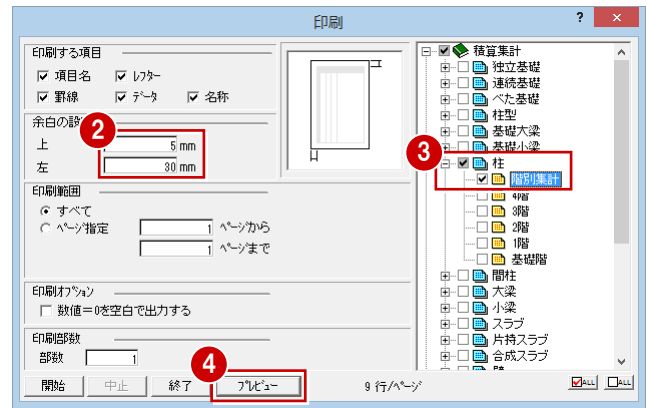 印刷
? ×
印刷する項目
項目名 レフター
罫線 データ 名称
余白の設
2
上 5 mm
左 30 mm
印刷範囲
すべて
ページ指定 1 ページから
1 ページまで
印刷オプション
数値=0を空白で出力する
印刷部数
部数 1
4
開始 中止 終了 プレビュー 9 行/ページ
積算集計
独立基礎
連続基礎
べた基礎
柱型
基礎大梁
基礎小梁
3
柱
階別集計
4階
3階
2階
1階
基礎階
間柱
大梁
小梁
スラブ
片持スラブ
合成スラブ
ALL ALL